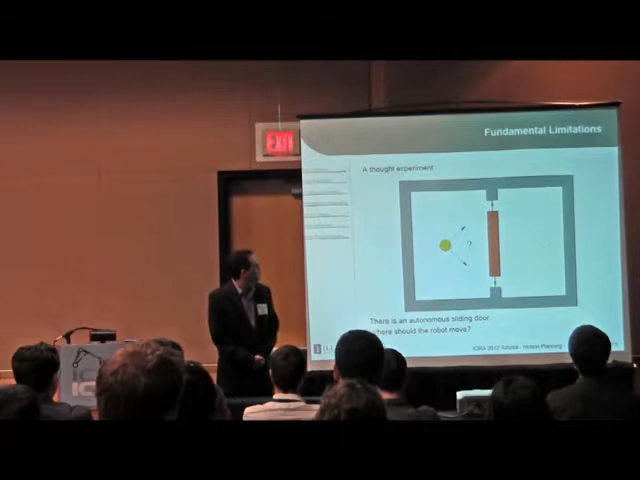 EXIT
Fundamental Limitations
A thought experiment
?
There is an autonomous sliding door.
where should the robot move?
ICRA 2012 Tutorial - Motion Planning